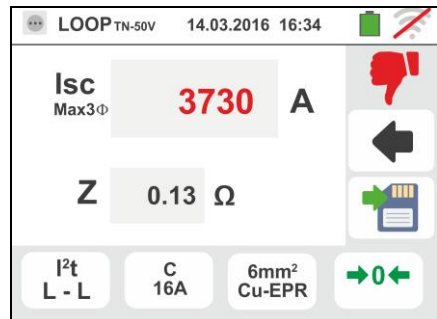 LOOP TN-50V 14.03.2016 16:34
Isc
Max3Φ
3730 A
Z 0.13 Ω
I²t
L - L
C
16A
6mm²
Cu-EPR
→0←